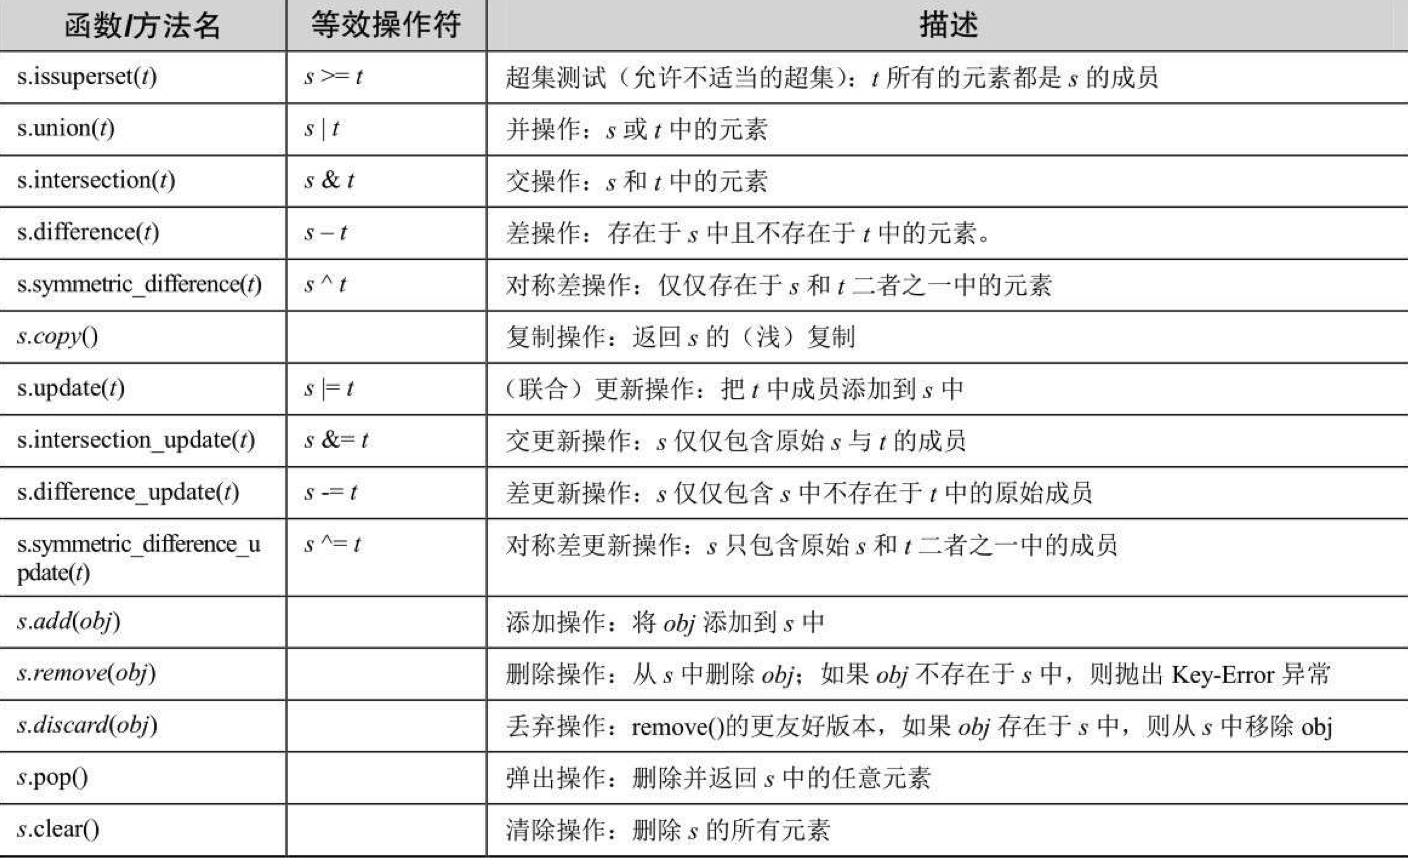 函数/方法名 等效操作符 描述
s.issuperset(t) s >= t 超集测试（允许不适当的超集）：t 所有的元素都是 s 的成员
s.union(t) s | t 并操作：s 或 t 中的元素
s.intersection(t) s & t 交操作：s 和 t 中的元素
s.difference(t) s – t 差操作：存在于 s 中且不存在于 t 中的元素。
s.symmetric_difference(t) s ^ t 对称差操作：仅仅存在于 s 和 t 二者之一中的元素
s.copy() 复制操作：返回 s 的（浅）复制
s.update(t) s |= t （联合）更新操作：把 t 中成员添加到 s 中
s.intersection_update(t) s &= t 交更新操作：s 仅仅包含原始 s 与 t 的成员
s.difference_update(t) s -= t 差更新操作：s 仅仅包含 s 中不存在于 t 中的原始成员
s.symmetric_difference_u s ^= t 对称差更新操作：s 只包含原始 s 和 t 二者之一中的成员
pdate(t)
s.add(obj) 添加操作：将 obj 添加到 s 中
s.remove(obj) 删除操作：从 s 中删除 obj；如果 obj 不存在于 s 中，则抛出 Key-Error 异常
s.discard(obj) 丢弃操作：remove()的更友好版本，如果 obj 存在于 s 中，则从 s 中移除 obj
s.pop() 弹出操作：删除并返回 s 中的任意元素
s.clear() 清除操作：删除 s 的所有元素